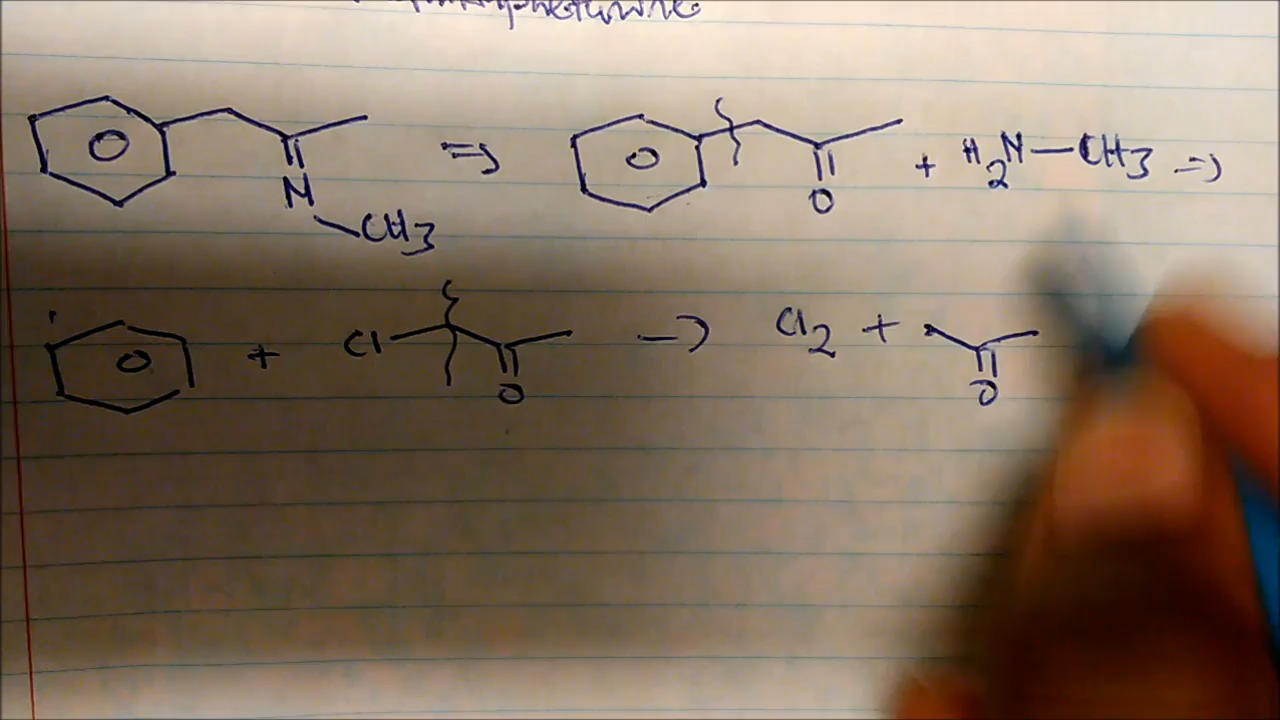 ⇒ O + H2N—CH3 ⇒
N
CH3
+ Cl O → Cl2 + O